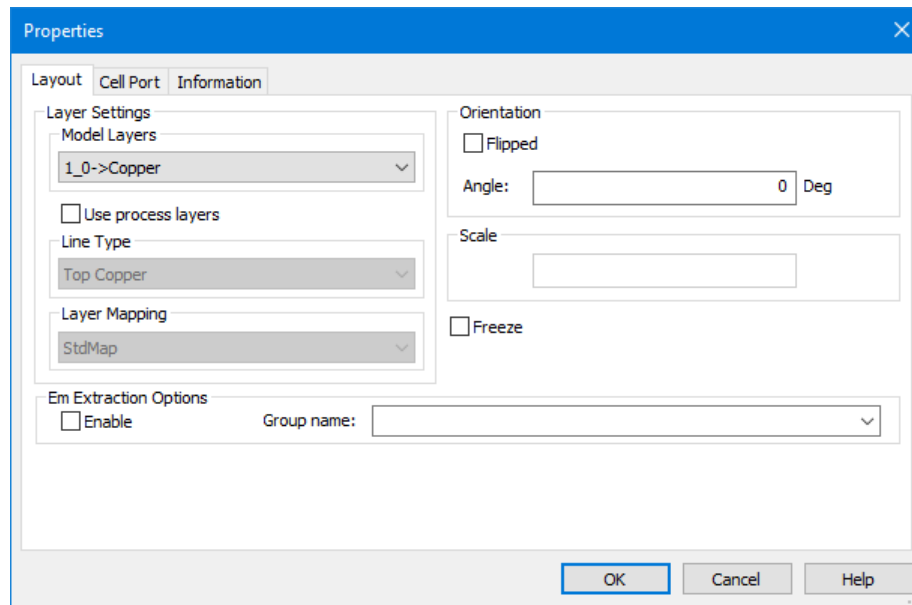 Properties
Layout Cell Port Information
Layer Settings
Model Layers
1_0->Copper
Use process layers
Line Type
Top Copper
Layer Mapping
StdMap
Orientation
Flipped
Angle: 0 Deg
Scale
Freeze
Em Extraction Options
Enable Group name:
OK Cancel Help